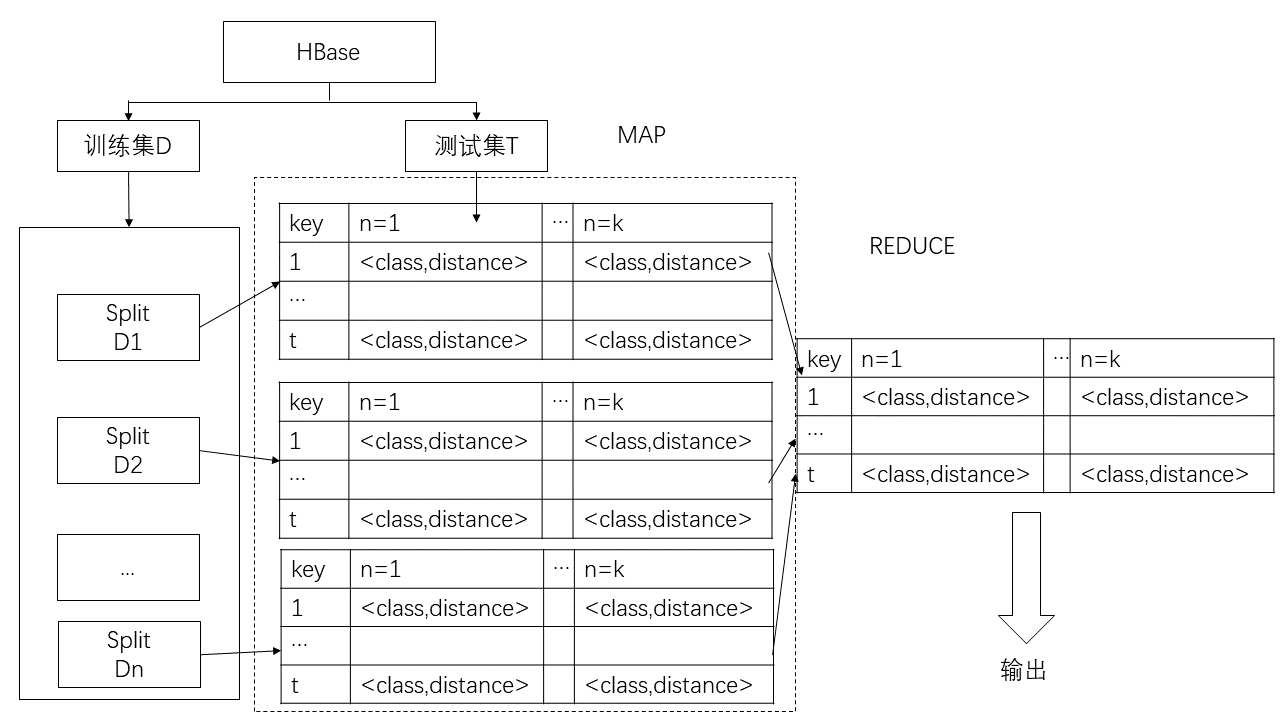 HBase
训练集D
测试集T
MAP
REDUCE
Split
D1
Split
D2
...
Split
Dn
key n=1 ... n=k
1 <class,distance> <class,distance>
...
t <class,distance> <class,distance>
key n=1 ... n=k
1 <class,distance> <class,distance>
...
t <class,distance> <class,distance>
key n=1 ... n=k
1 <class,distance> <class,distance>
...
t <class,distance> <class,distance>
key n=1 ... n=k
1 <class,distance> <class,distance>
...
t <class,distance> <class,distance>
输出